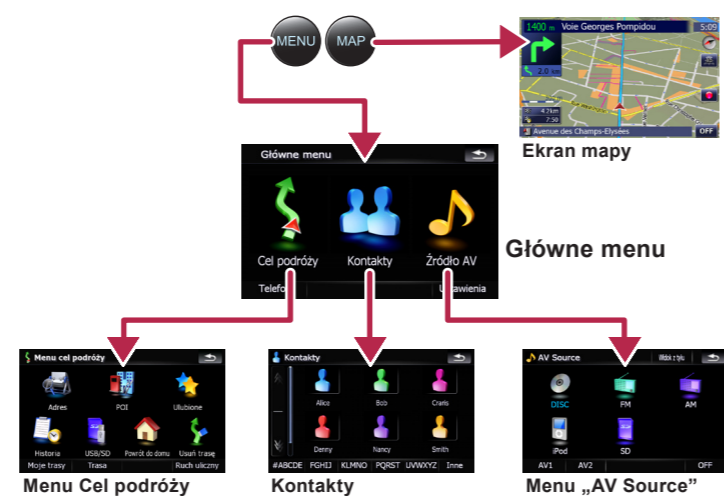 MENU MAP
1400 m Voie Georges Pompidou 5:09
2.0 km
4.7km
7:50
Avenue des Champs-Elysées OFF
Ekran mapy
Główne menu
Cel podróży Kontakty Źródło AV
Główne menu
Menu cel podróży
Adres POI Ulubione
Historia USB/SD Powrót do domu Usuń trasę
Moje trasy Trasa Ruch uliczny
Menu Cel podróży
Kontakty
Alice Bob Craris
Denny Nancy Smith
#ABCDE FGHIJ KLMNO PQRST UVWXYZ Inne
Kontakty
AV Source Widok z tyłu
DISC FM AM
iPod SD
AV1 AV2 OFF
Menu „AV Source”